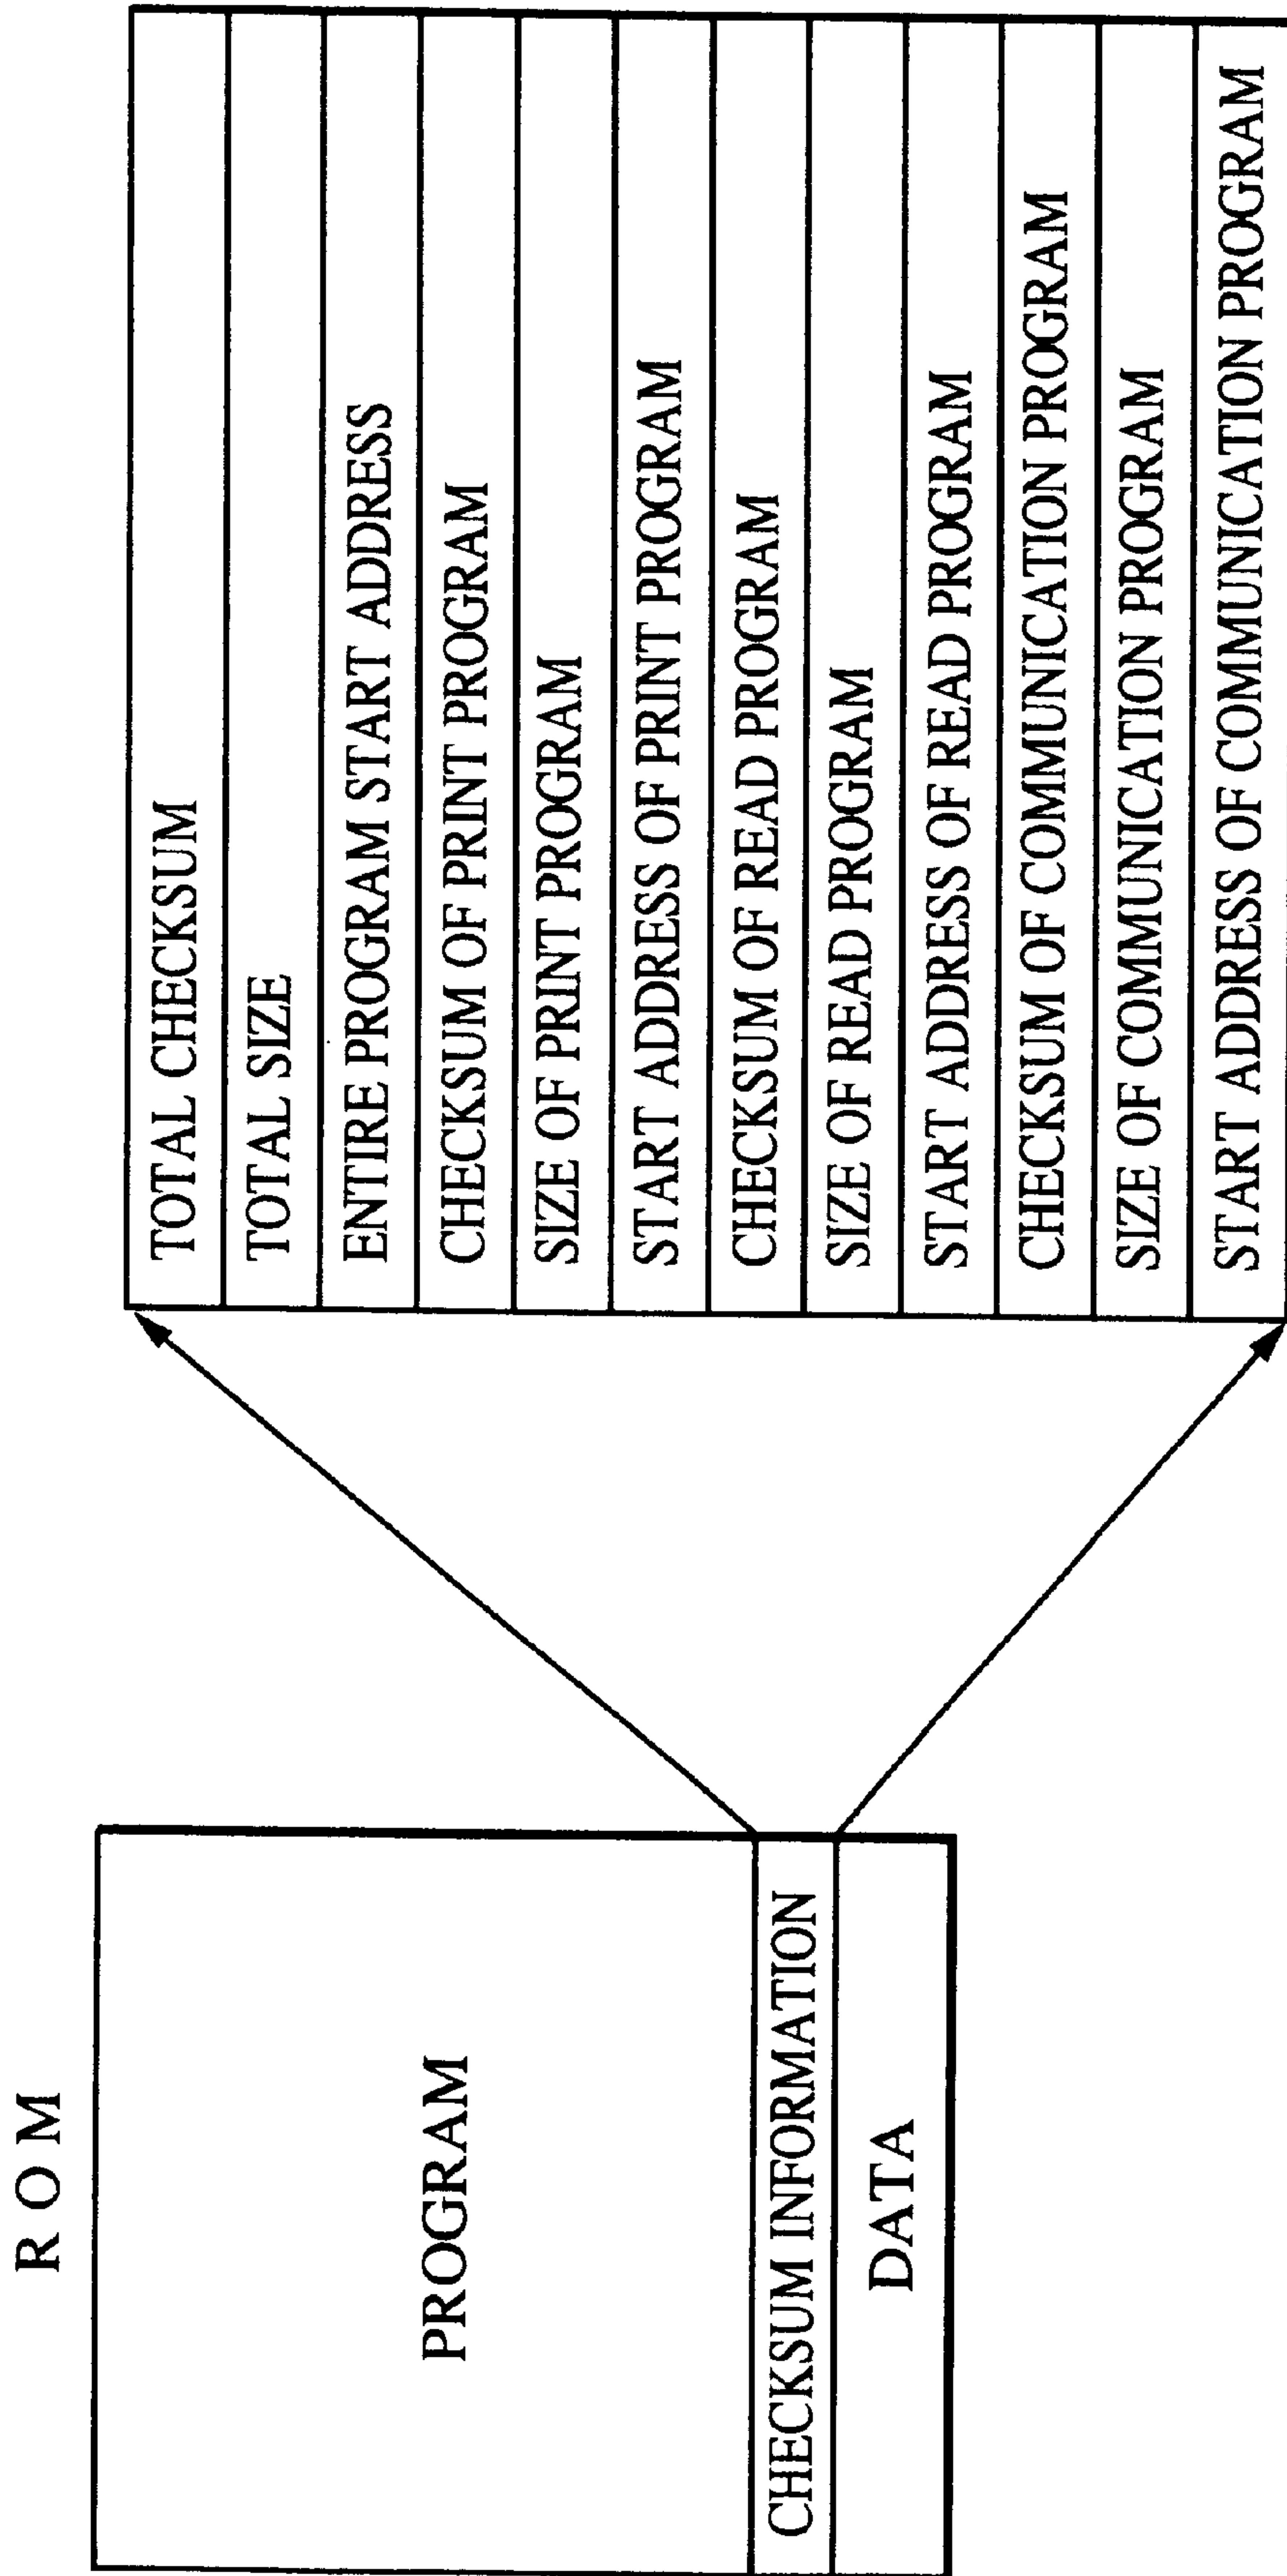 R O M
PROGRAM
CHECKSUM INFORMATION
DATA
TOTAL CHECKSUM
TOTAL SIZE
ENTIRE PROGRAM START ADDRESS
CHECKSUM OF PRINT PROGRAM
SIZE OF PRINT PROGRAM
START ADDRESS OF PRINT PROGRAM
CHECKSUM OF READ PROGRAM
SIZE OF READ PROGRAM
START ADDRESS OF READ PROGRAM
CHECKSUM OF COMMUNICATION PROGRAM
SIZE OF COMMUNICATION PROGRAM
START ADDRESS OF COMMUNICATION PROGRAM